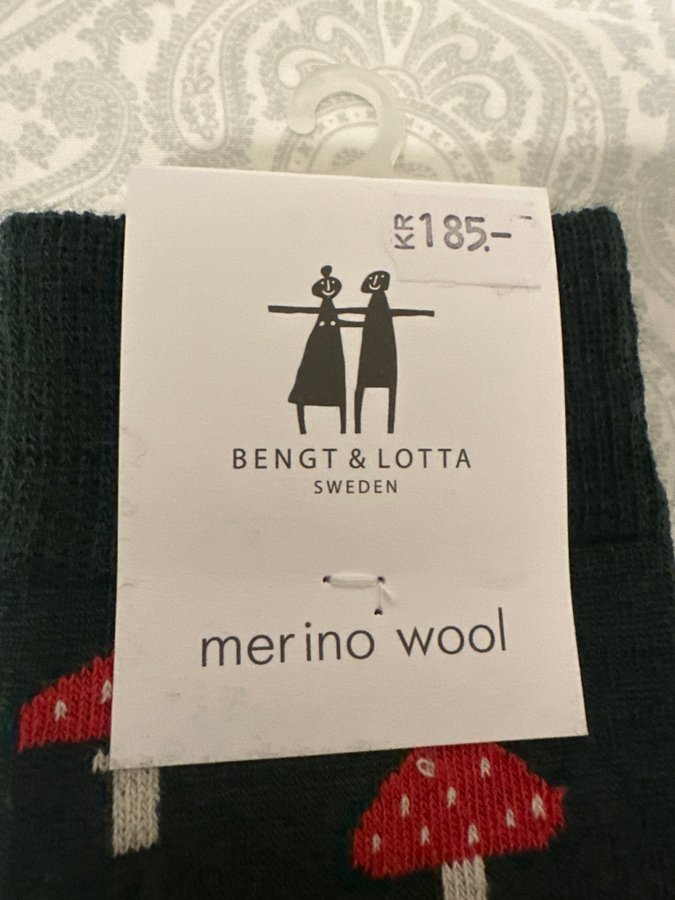 KR 185.-
BENGT & LOTTA
SWEDEN
merino wool